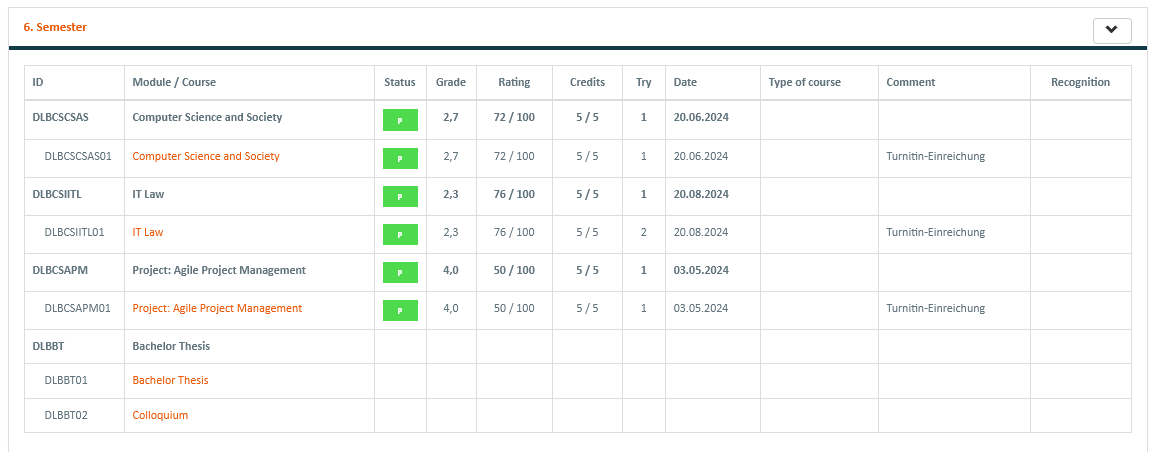 6. Semester
ID Module / Course Status Grade Rating Credits Try Date Type of course Comment Recognition
DLBCSCSAS Computer Science and Society P 2,7 72 / 100 5 / 5 1 20.06.2024
DLBCSCSAS01 Computer Science and Society P 2,7 72 / 100 5 / 5 1 20.06.2024 Turnitin-Einreichung
DLBCSIITL IT Law P 2,3 76 / 100 5 / 5 1 20.08.2024
DLBCSIITL01 IT Law P 2,3 76 / 100 5 / 5 2 20.08.2024 Turnitin-Einreichung
DLBCSAPM Project: Agile Project Management P 4,0 50 / 100 5 / 5 1 03.05.2024
DLBCSAPM01 Project: Agile Project Management P 4,0 50 / 100 5 / 5 1 03.05.2024 Turnitin-Einreichung
DLBBT Bachelor Thesis
DLBBT01 Bachelor Thesis
DLBBT02 Colloquium